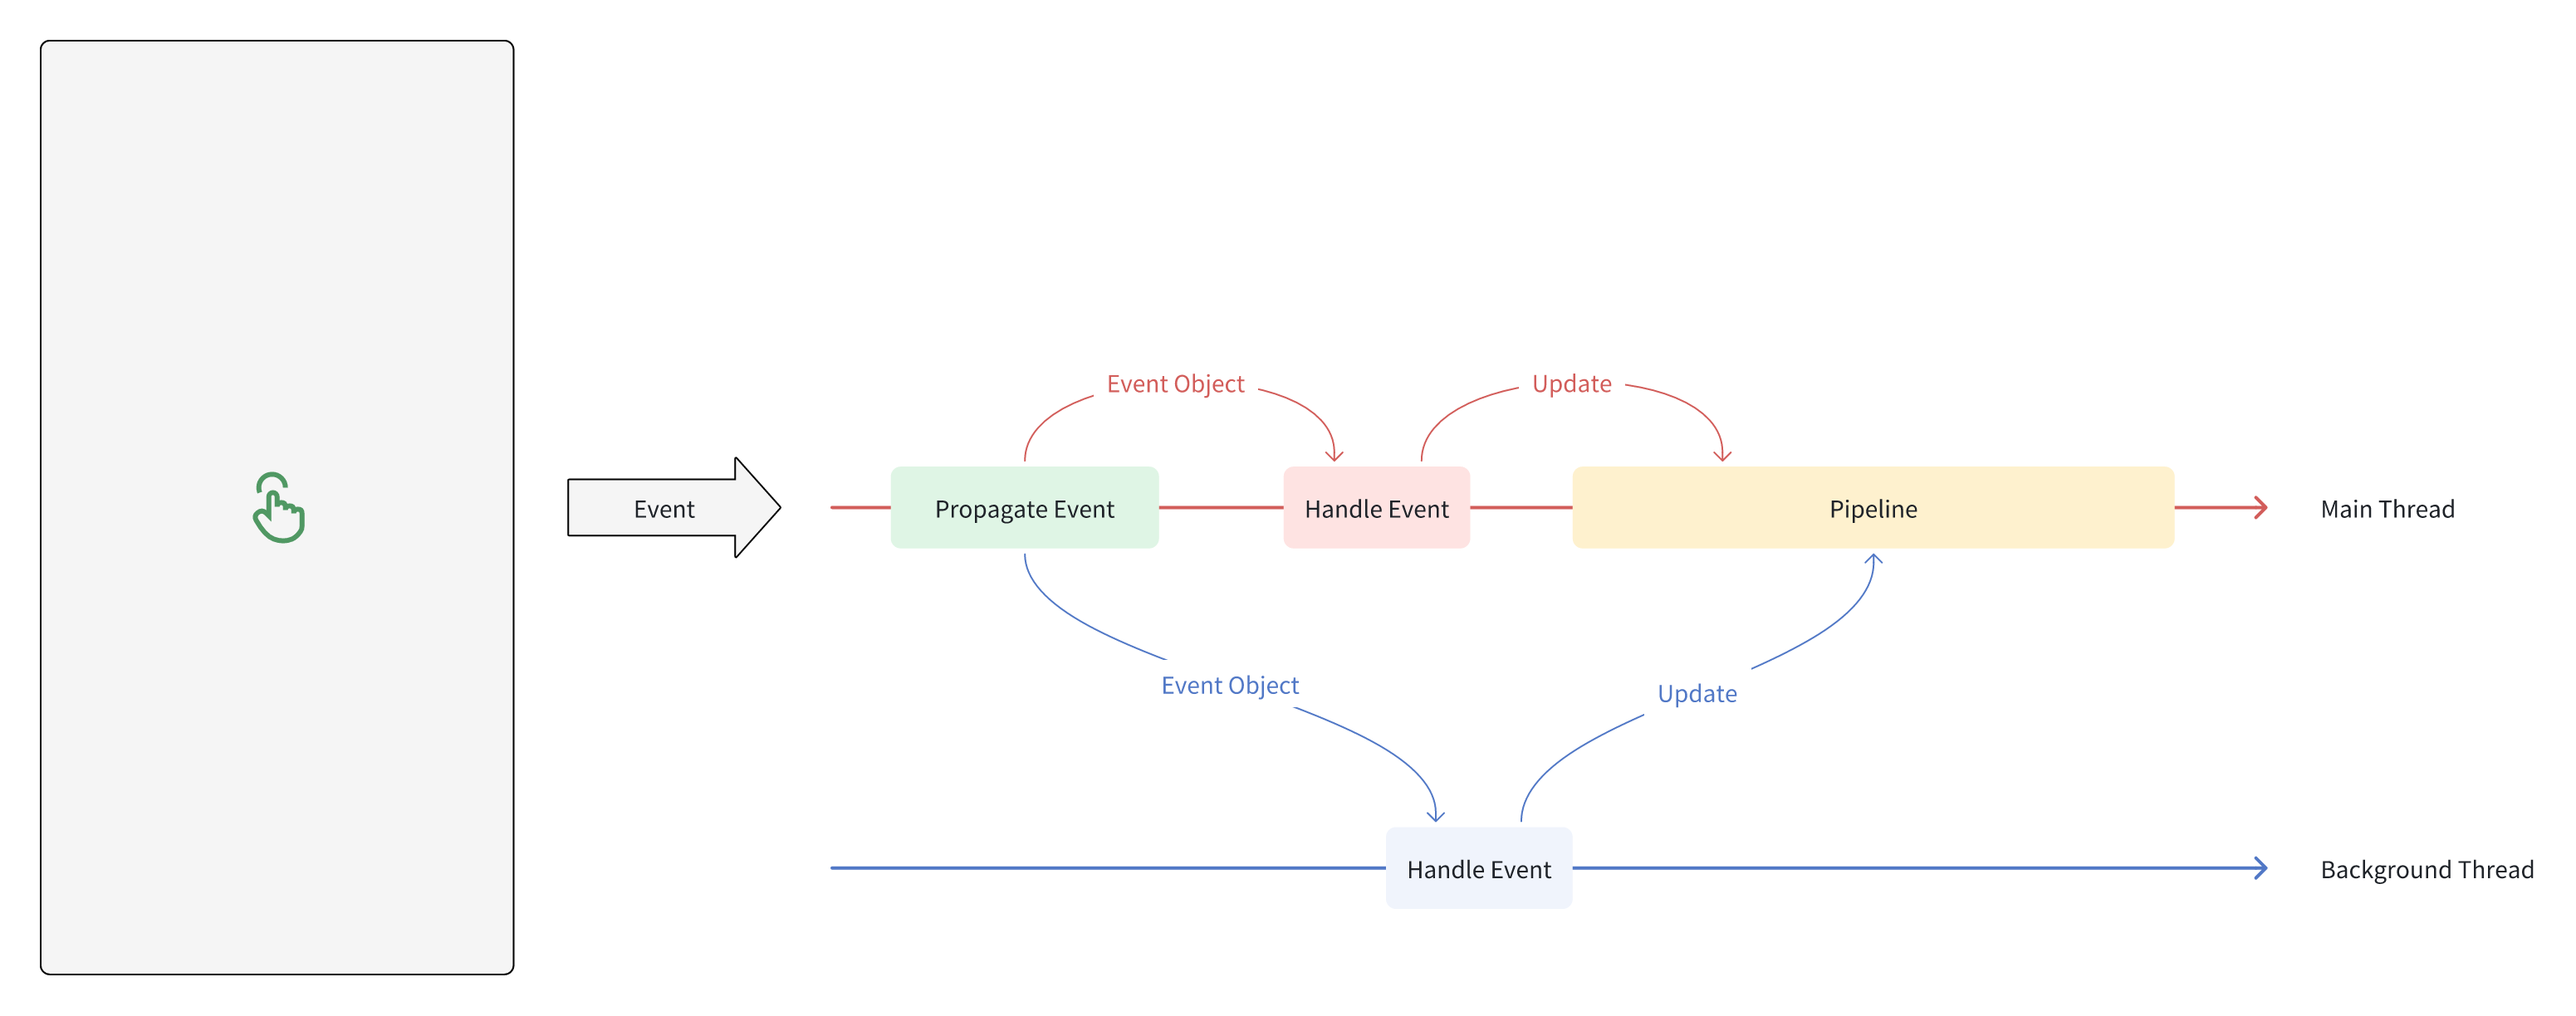 Event Object
Update
Event
Propagate Event
Handle Event
Pipeline
Main Thread
Event Object
Update
Handle Event
Background Thread